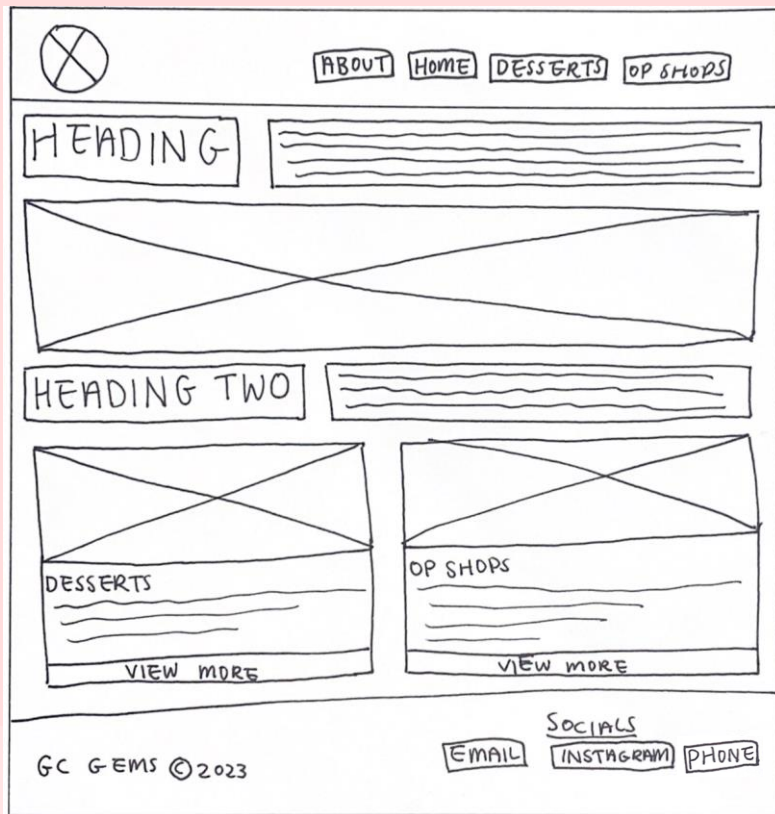 ABOUT HOME DESSERTS OP SHOPS
HEADING
HEADING TWO
DESSERTS
OP SHOPS
VIEW MORE
VIEW MORE
SOCIALS
EMAIL INSTAGRAM PHONE
GC GEMS © 2023